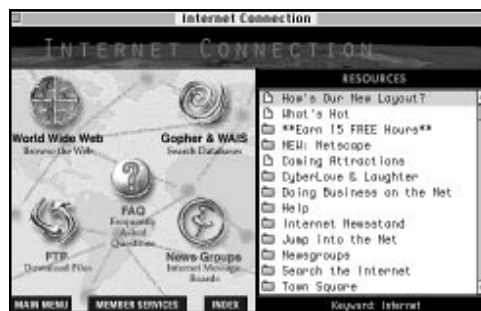 Internet Connection
INTERNET CONNECTION
World Wide Web
Browse the Web
Gopher & WAIS
Search Databases
FAQ
Frequently
Asked
Questions
FTP
Download Files
News Groups
Internet Message
Boards
MAIN MENU
MEMBER SERVICES
INDEX
RESOURCES
How's Our New Layout?
What's Hot
**Earn 15 FREE Hours**
NEW: Netscape
Coming Attractions
CyberLove & Laughter
Doing Business on the Net
Help
Internet Newsstand
Jump into the Net
Newsgroups
Search the Internet
Town Square
Keyword: Internet